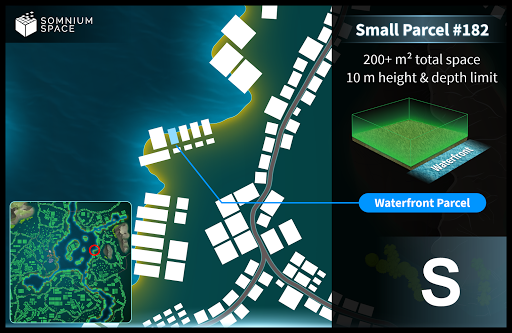 SOMNIUM
SPACE
Small Parcel #182
200+ m² total space
10 m height & depth limit
Waterfront
Waterfront Parcel
S